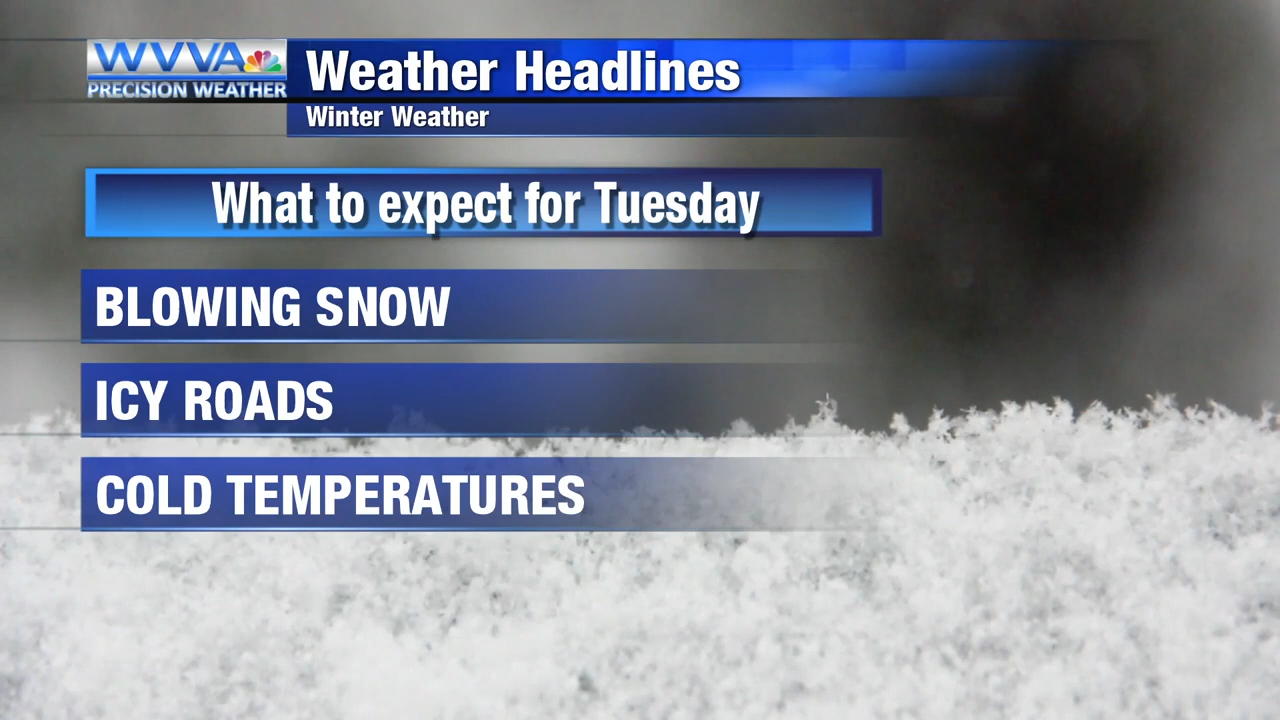 WVVA
PRECISION WEATHER
Weather Headlines
Winter Weather
What to expect for Tuesday
BLOWING SNOW
ICY ROADS
COLD TEMPERATURES